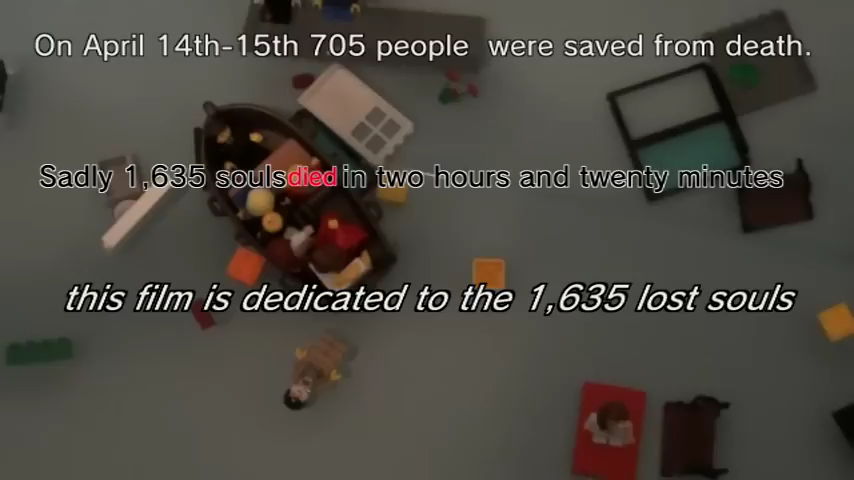 On April 14th-15th 705 people were saved from death.
Sadly 1,635 souls died in two hours and twenty minutes
this film is dedicated to the 1,635 lost souls